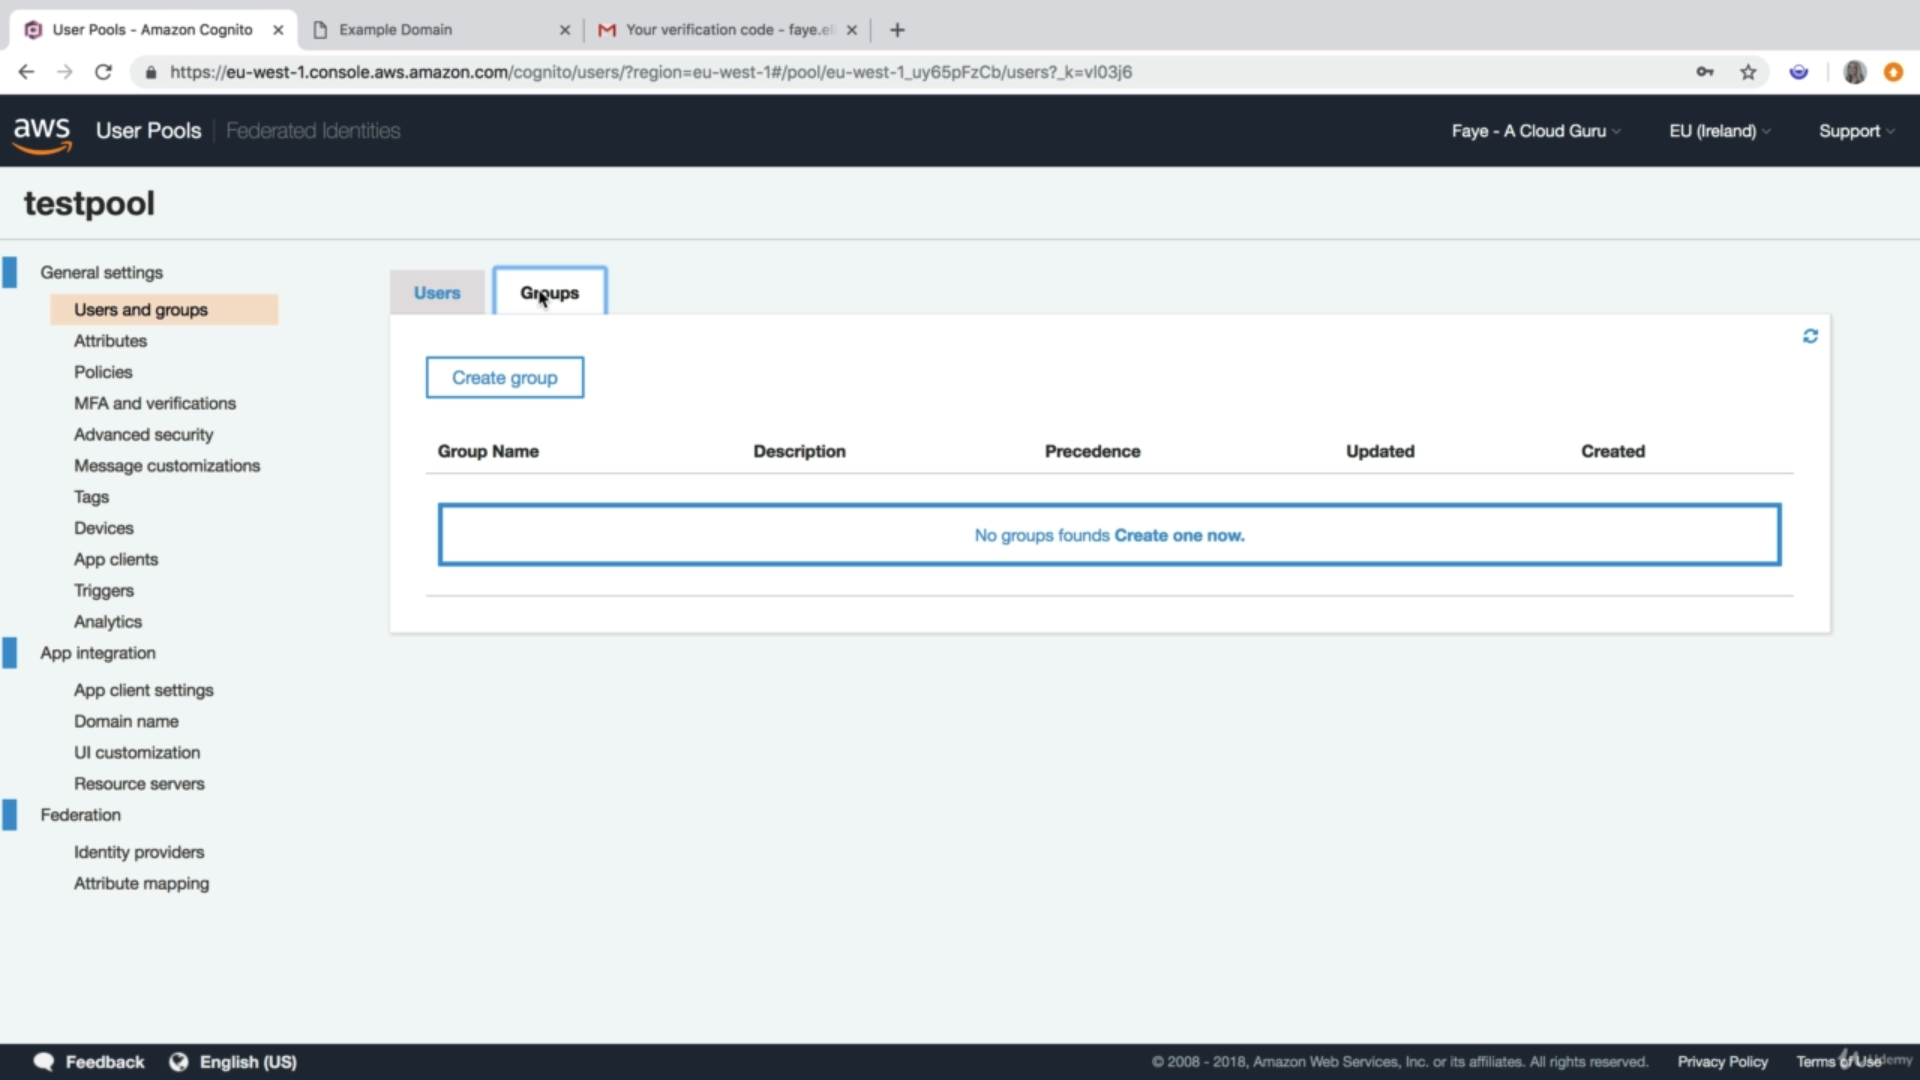 User Pools - Amazon Cognito
Example Domain
Your verification code - faye.el
https://eu-west-1.console.aws.amazon.com/cognito/users/?region=eu-west-1#/pool/eu-west-1_uy65pFzCb/users?_k=vl03j6
aws User Pools Federated Identities Faye - A Cloud Guru EU (Ireland) Support
testpool
General settings
Users and groups
Attributes
Policies
MFA and verifications
Advanced security
Message customizations
Tags
Devices
App clients
Triggers
Analytics
App integration
App client settings
Domain name
UI customization
Resource servers
Federation
Identity providers
Attribute mapping
Users Groups
Create group
Group Name Description Precedence Updated Created
No groups founds Create one now.
Feedback English (US) © 2008 - 2018, Amazon Web Services, Inc. or its affiliates. All rights reserved. Privacy Policy Terms of Use